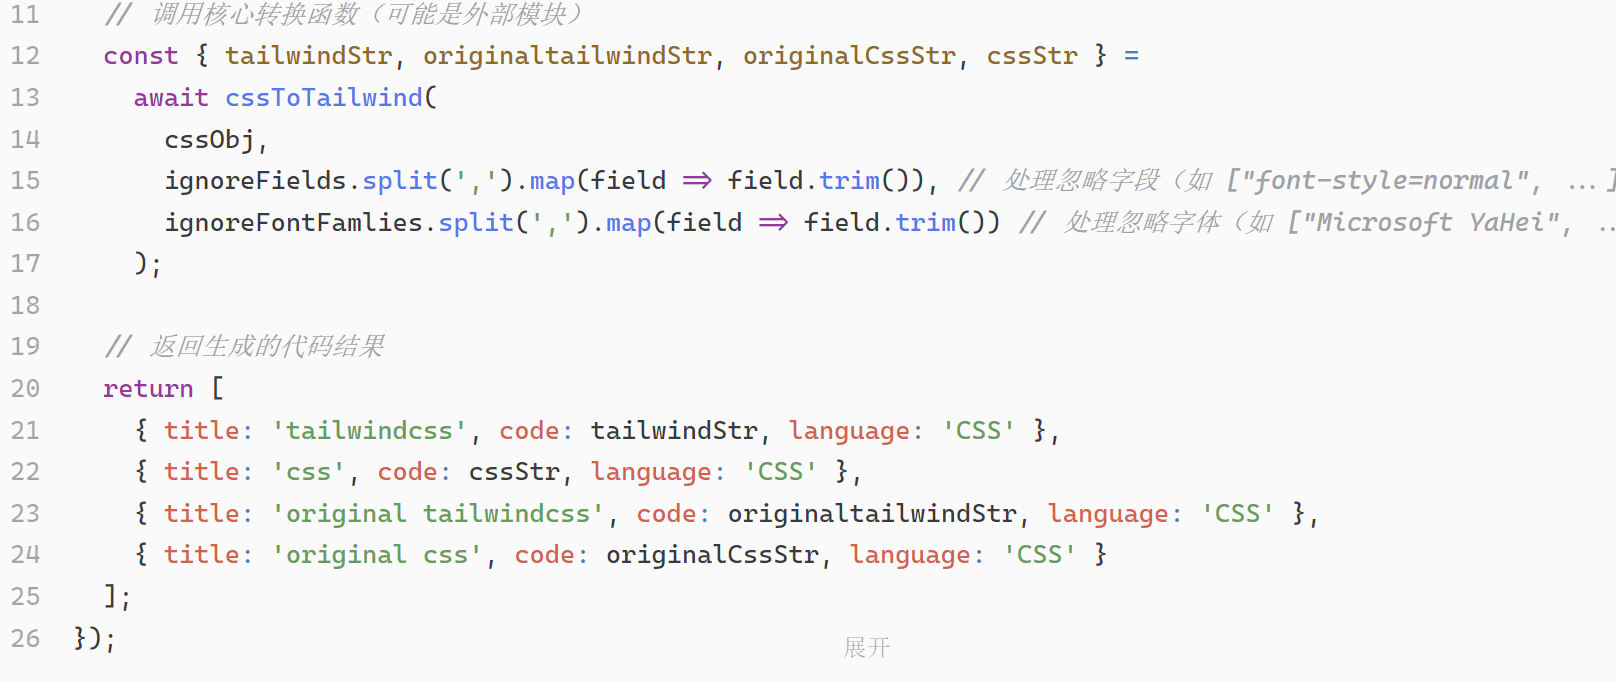 11 // 调用核心转换函数（可能是外部模块）
12 const { tailwindStr, originaltailwindStr, originalCssStr, cssStr } =
13 await cssToTailwind(
14 cssObj,
15 ignoreFields.split(',').map(field => field.trim()), // 处理忽略字段（如 ["font-style=normal", ...]
16 ignoreFontFamlies.split(',').map(field => field.trim()) // 处理忽略字体（如 ["Microsoft YaHei", ..
17 );
18
19 // 返回生成的代码结果
20 return [
21 { title: 'tailwindcss', code: tailwindStr, language: 'CSS' },
22 { title: 'css', code: cssStr, language: 'CSS' },
23 { title: 'original tailwindcss', code: originaltailwindStr, language: 'CSS' },
24 { title: 'original css', code: originalCssStr, language: 'CSS' }
25 ];
26 });
展开